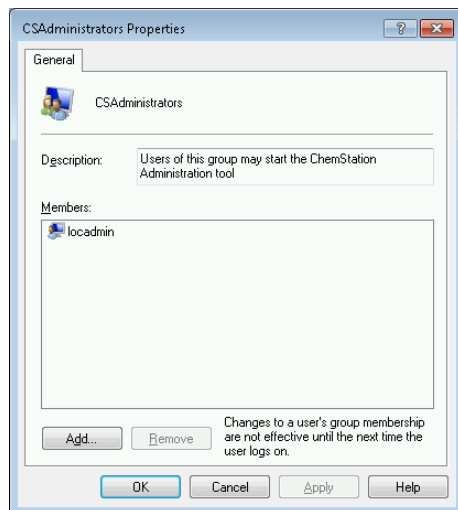 CSAdministrators Properties
?
General
CSAdministrators
Description:
Users of this group may start the ChemStation
Administration tool
Members:
locadmin
Changes to a user's group membership
are not effective until the next time the
user logs on.
Add...
Remove
OK
Cancel
Apply
Help